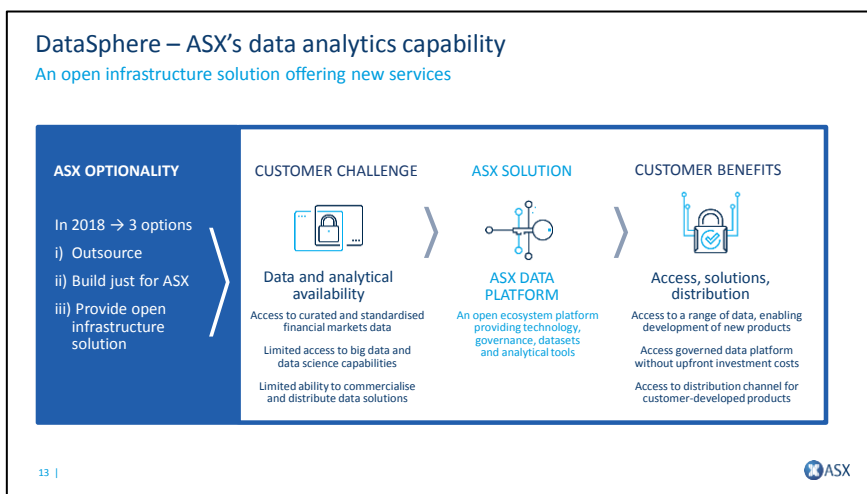 DataSphere – ASX's data analytics capability
An open infrastructure solution offering new services
ASX OPTIONALITY
In 2018 → 3 options
i) Outsource
ii) Build just for ASX
iii) Provide open
infrastructure
solution
CUSTOMER CHALLENGE
Data and analytical
availability
Access to curated and standardised
financial markets data
Limited access to big data and
data science capabilities
Limited ability to commercialise
and distribute data solutions
ASX SOLUTION
ASX DATA
PLATFORM
An open ecosystem platform
providing technology,
governance, datasets
and analytical tools
CUSTOMER BENEFITS
Access, solutions,
distribution
Access to a range of data, enabling
development of new products
Access governed data platform
without upfront investment costs
Access to distribution channel for
customer-developed products
13 |
ASX